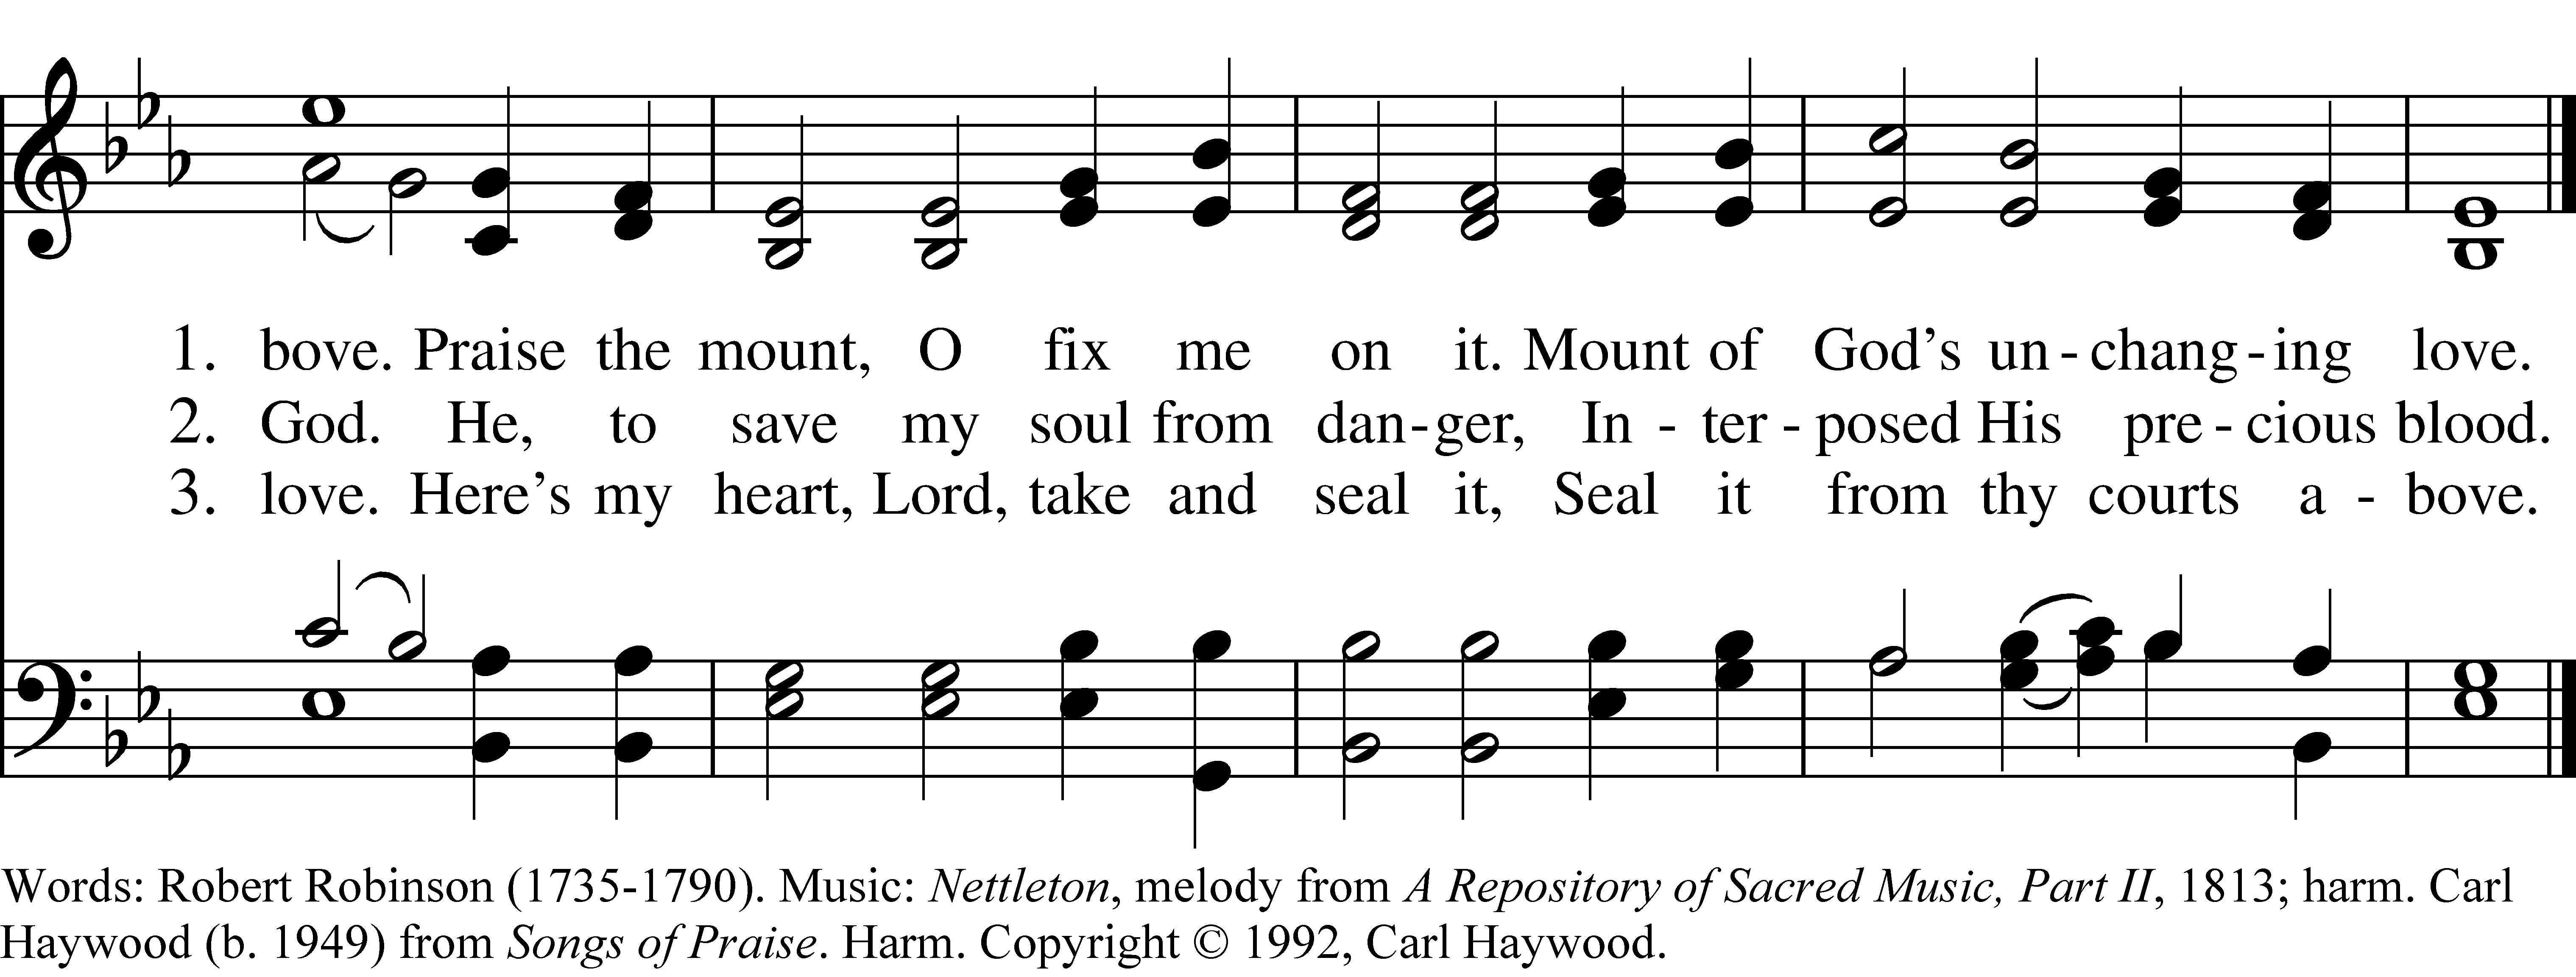 1. bove. Praise the mount, O fix me on it. Mount of God's un - chang - ing love.
2. God. He, to save my soul from dan - ger, In - ter - posed His pre - cious blood.
3. love. Here's my heart, Lord, take and seal it, Seal it from thy courts a - bove.
Words: Robert Robinson (1735-1790). Music: Nettleton, melody from A Repository of Sacred Music, Part II, 1813; harm. Carl
Haywood (b. 1949) from Songs of Praise. Harm. Copyright © 1992, Carl Haywood.